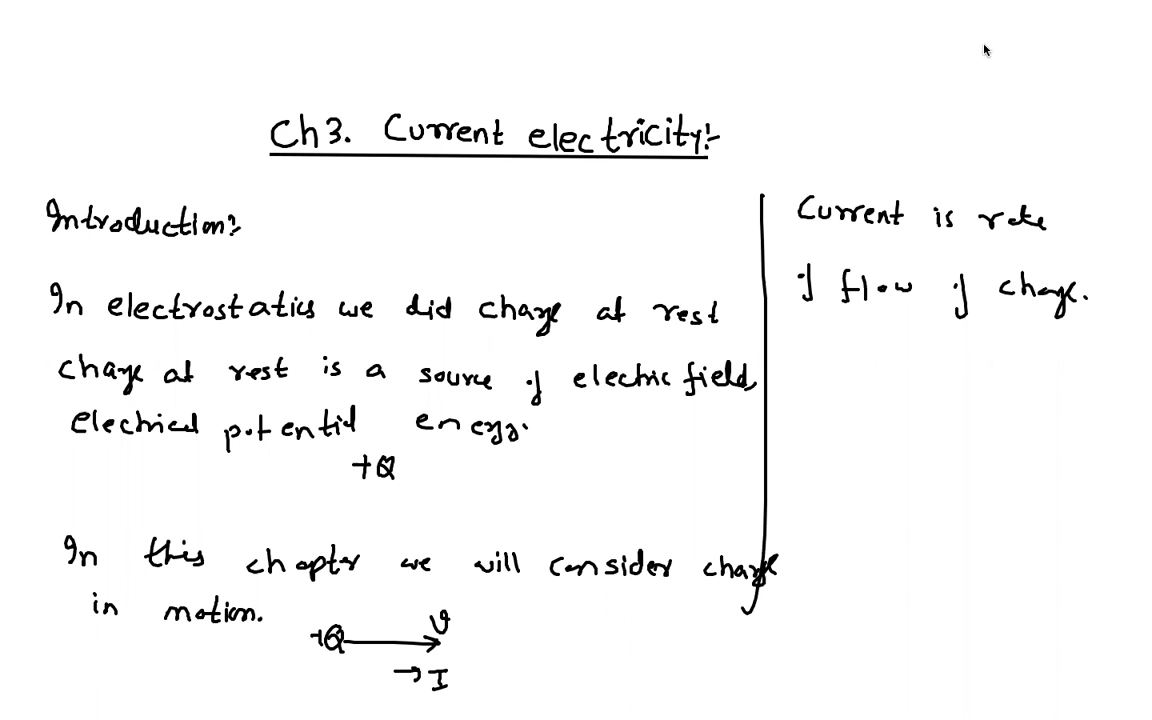 Ch3. Current electricity:-
Introduction:
In electrostatics we did charge at rest
charge at rest is a source of electric field,
electrical potential energy.
+Q
In this chapter we will consider charge
in motion.
+Q v
→ I
Current is rate
of flow of charge.